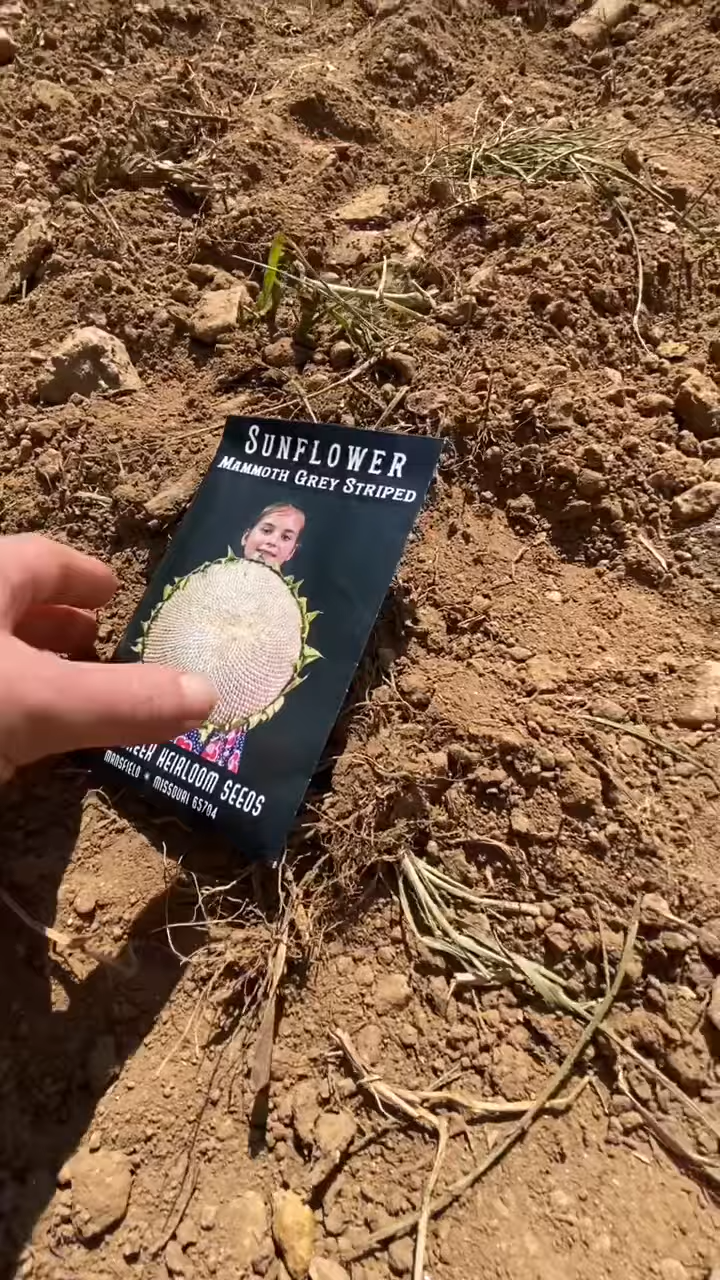 SUNFLOWER
MAMMOTH GREY STRIPED
HEIRLOOM SEEDS
MANSFIELD * MISSOURI 65704